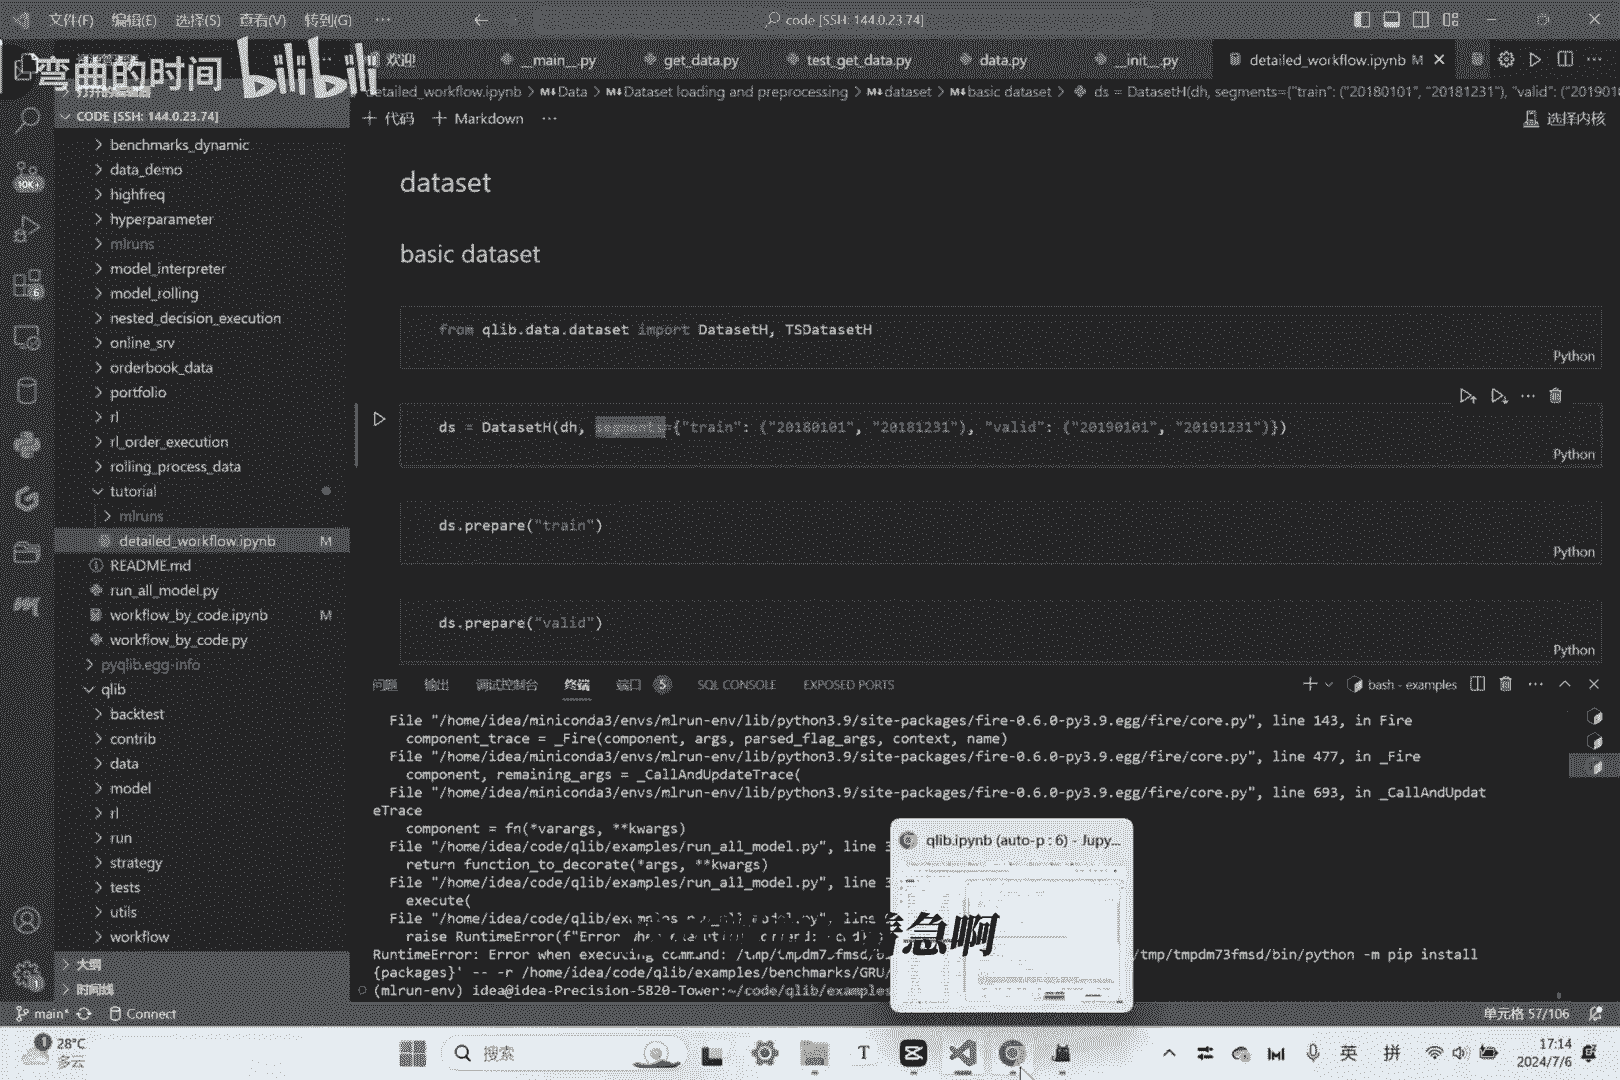 文件(F) 编辑(E) 选择(S) 查看(V) 转到(G) ··· code [SSH: 144.0.23.74]
弯曲的时间 bilibili
欢迎! __main__.py get_data.py test_get_data.py data.py __init__.py detailed_workflow.ipynb M
detailed_workflow.ipynb > Data > Dataset loading and preprocessing > dataset > basic dataset > ds = DatasetH(dh, segments={"train": ("20180101", "20181231"), "valid": ("2019010
CODE [SSH: 144.0.23.74]
+ 代码 + Markdown ···
选择内核
benchmarks_dynamic
data_demo
highfreq
hyperparameter
mlruns
model_interpreter
model_rolling
nested_decision_execution
online_srv
orderbook_data
portfolio
rl
rl_order_execution
rolling_process_data
tutorial
mlruns
detailed_workflow.ipynb M
README.md
run_all_model.py
workflow_by_code.ipynb M
workflow_by_code.py
pyqlib.egg-info
qlib
backtest
contrib
data
model
rl
run
strategy
tests
utils
workflow
大纲
时间线
10K+
6
1
dataset
basic dataset
from qlib.data.dataset import DatasetH, TSDatasetH
Python
ds = DatasetH(dh, segments={"train": ("20180101", "20181231"), "valid": ("20190101", "20191231")})
Python
ds.prepare("train")
Python
ds.prepare("valid")
Python
问题 输出 调试控制台 终端 端口 5 SQL CONSOLE EXPOSED PORTS
bash - examples
File "/home/idea/miniconda3/envs/mlrun-env/lib/python3.9/site-packages/fire-0.6.0-py3.9.egg/fire/core.py", line 143, in Fire
component_trace = _Fire(component, args, parsed_flag_args, context, name)
File "/home/idea/miniconda3/envs/mlrun-env/lib/python3.9/site-packages/fire-0.6.0-py3.9.egg/fire/core.py", line 477, in _Fire
component, remaining_args = _CallAndUpdateTrace(
File "/home/idea/miniconda3/envs/mlrun-env/lib/python3.9/site-packages/fire-0.6.0-py3.9.egg/fire/core.py", line 693, in _CallAndUpdat
eTrace
component = fn(*varargs, **kwargs)
File "/home/idea/code/qlib/examples/run_all_model.py", line 3
return function_to_decorate(*args, **kwargs)
File "/home/idea/code/qlib/examples/run_all_model.py", line 3
execute(
File "/home/idea/code/qlib/examples/run_all_model.py", line
raise RuntimeError(f"Error when executing command: {cmd}
RuntimeError: Error when executing command: /tmp/tmpdm73fmsd/b /tmp/tmpdm73fmsd/bin/python -m pip install
{packages}' -- -r /home/idea/code/qlib/examples/benchmarks/GRU/
(mlrun-env) idea@idea-Precision-5820-Tower:~/code/qlib/examples
qlib.ipynb (auto-p : 6) - Jupy...
急啊
main* Connect
单元格 57/106
1
28°C
多云
搜索
英 拼
17:14
2024/7/6